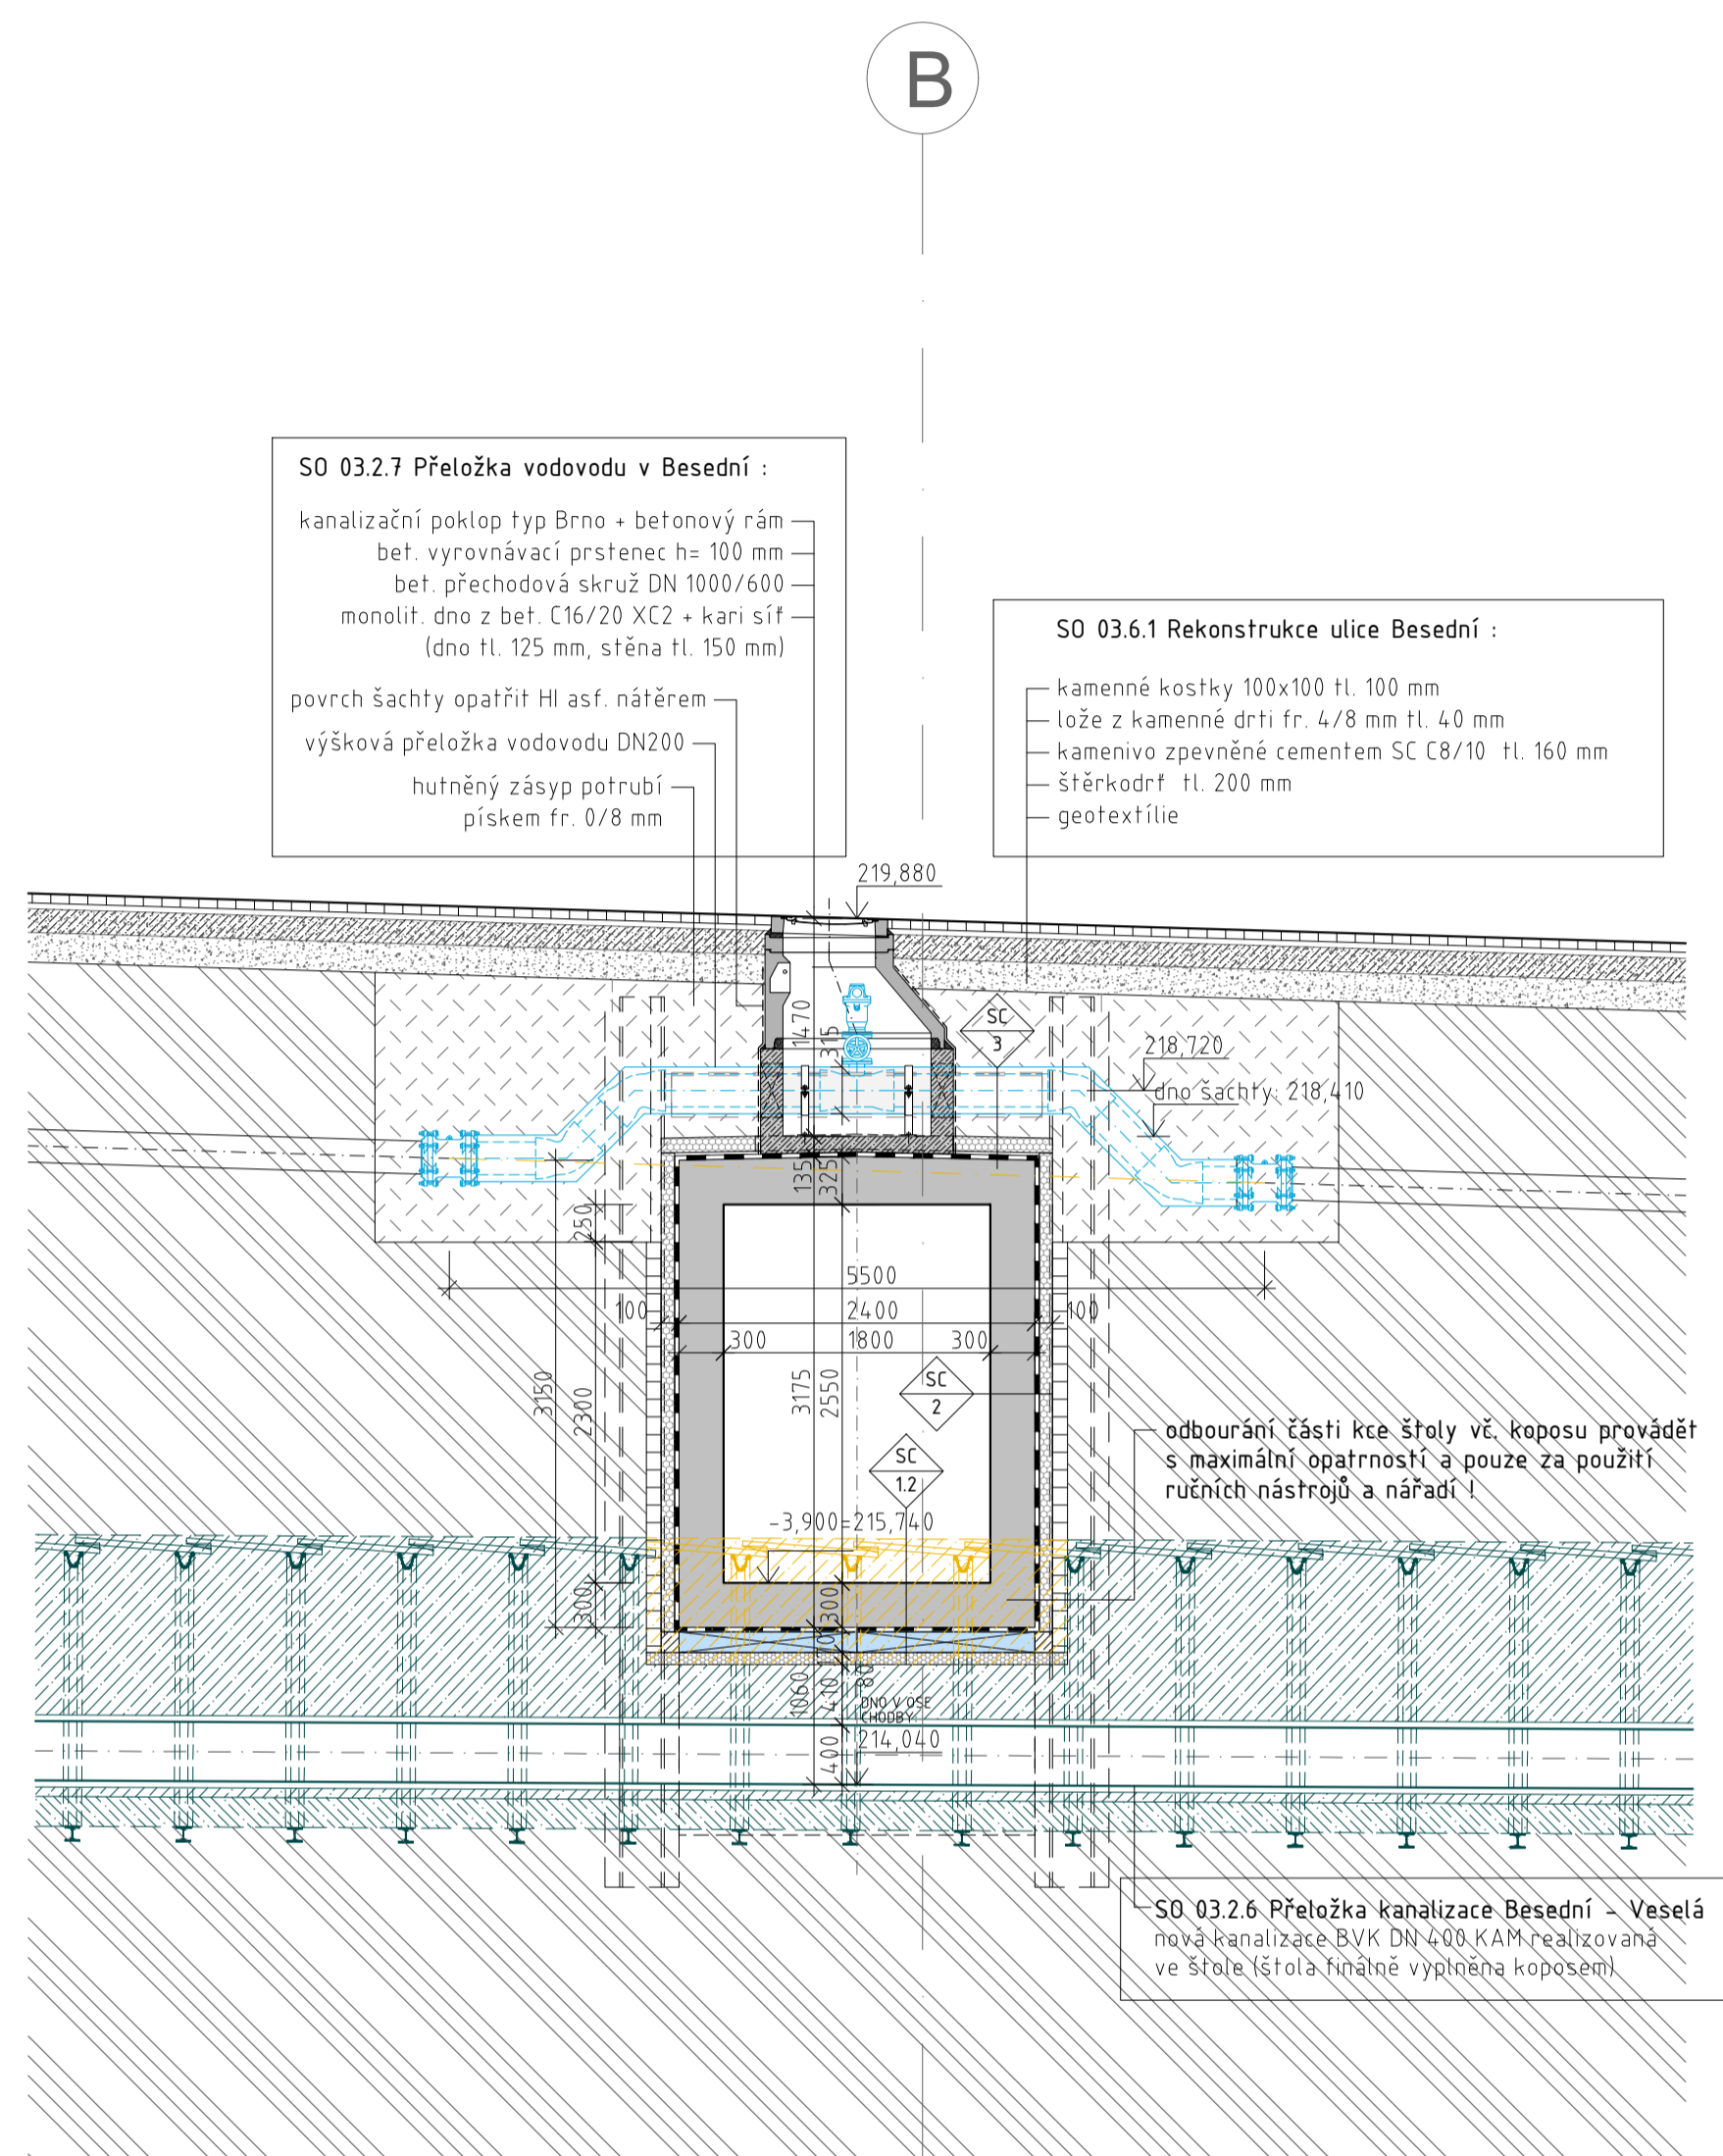 B
SO 03.2.7 Přeložka vodovodu v Besední :
kanalizační poklop typ Brno + betonový rám
bet. vyrovnávací prstenec h= 100 mm
bet. přechodová skruž DN 1000/600
monolit. dno z bet. C16/20 XC2 + kari síť
(dno tl. 125 mm, stěna tl. 150 mm)
povrch šachty opatřit HI asf. nátěrem
výšková přeložka vodovodu DN200
hutněný zásyp potrubí
pískem fr. 0/8 mm
SO 03.6.1 Rekonstrukce ulice Besední :
kamenné kostky 100x100 tl. 100 mm
lože z kamenné drti fr. 4/8 mm tl. 40 mm
kamenivo zpevněné cementem SC C8/10 tl. 160 mm
štěrkodrť tl. 200 mm
geotextílie
219,880
1470
315
SC
3
218,720
dno šachty: 218,410
135
325
250
5500
100
2400
100
300
1800
300
3150
2300
3175
2550
SC
2
SC
1.2
odbourání části kce štoly vč. koposu provádět
s maximální opatrností a pouze za použití
ručních nástrojů a nářadí !
-3,900=215,740
300
300
170
80
1060
410
DNO V OSE
CHODBY:
214,040
400
SO 03.2.6 Přeložka kanalizace Besední - Veselá
nová kanalizace BVK DN 400 KAM realizovaná
ve štole (štola finálně vyplněna koposem)